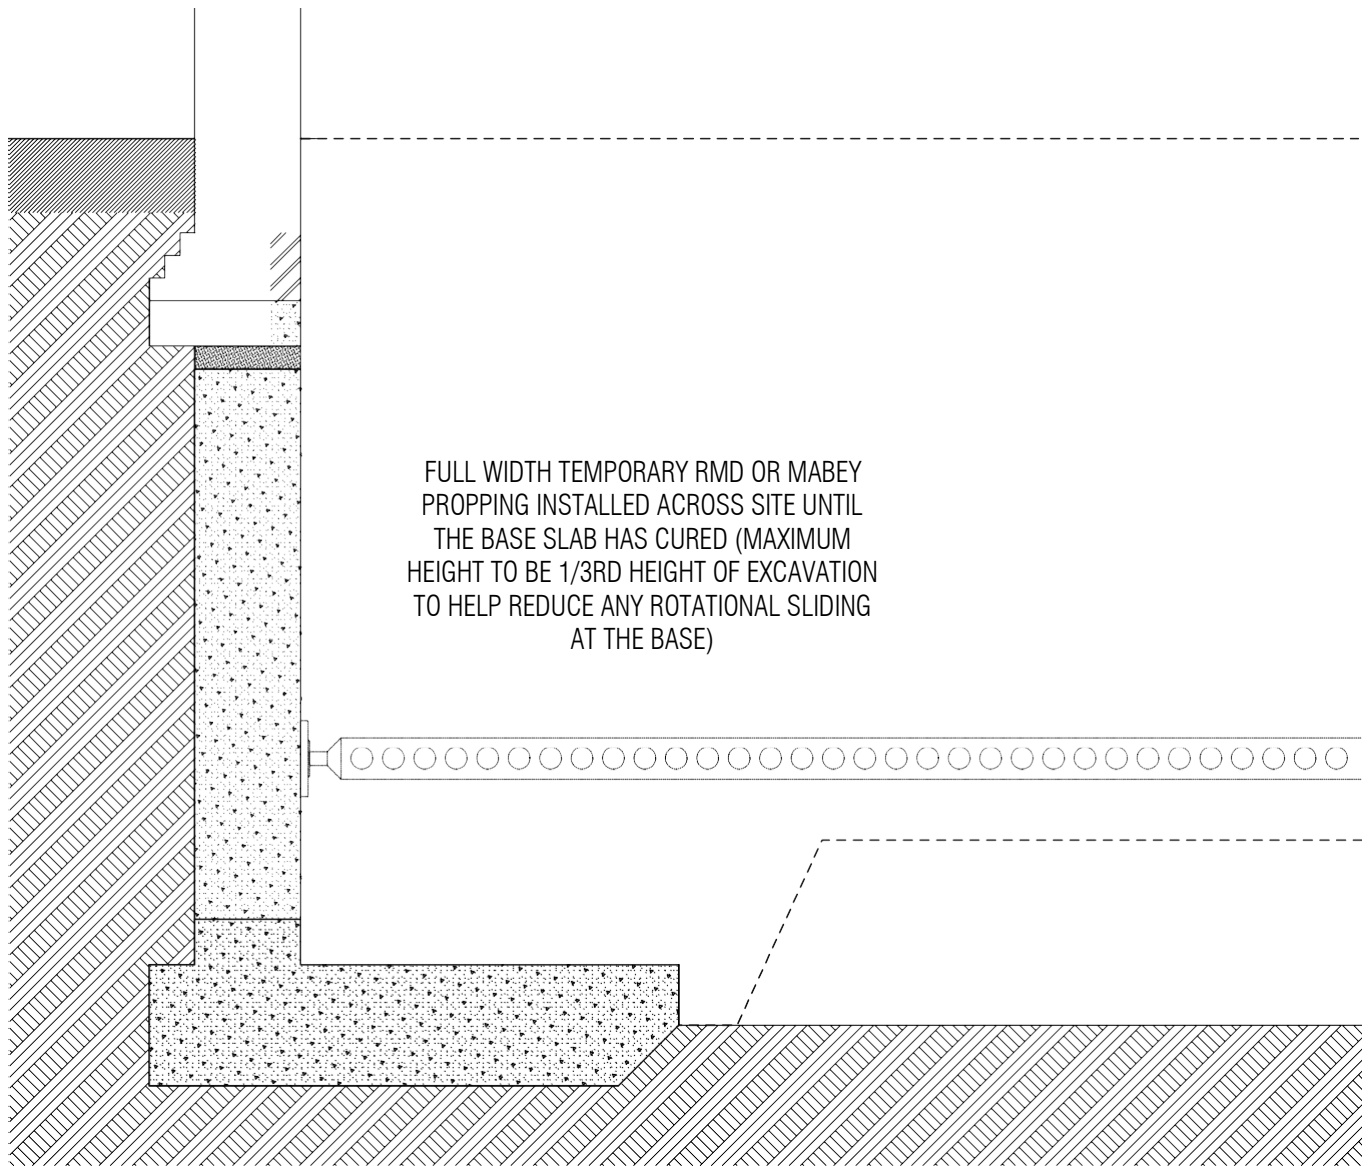 FULL WIDTH TEMPORARY RMD OR MABEY
PROPPING INSTALLED ACROSS SITE UNTIL
THE BASE SLAB HAS CURED (MAXIMUM
HEIGHT TO BE 1/3RD HEIGHT OF EXCAVATION
TO HELP REDUCE ANY ROTATIONAL SLIDING
AT THE BASE)